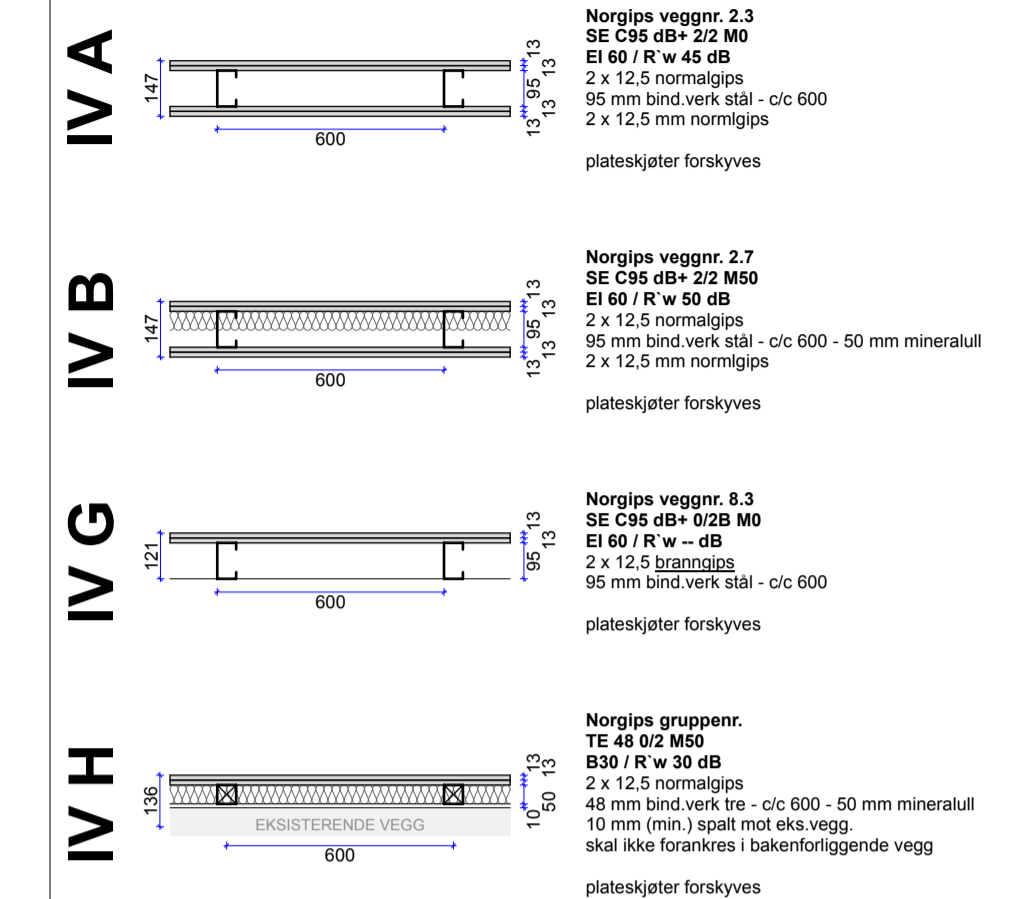 IV A
147
600
13
13
95
13
13
Norgips veggnr. 2.3
SE C95 dB+ 2/2 M0
EI 60 / R`w 45 dB
2 x 12,5 normalgips
95 mm bind.verk stål - c/c 600
2 x 12,5 mm normlgips
plateskjøter forskyves
IV B
147
600
13
13
95
13
13
Norgips veggnr. 2.7
SE C95 dB+ 2/2 M50
EI 60 / R`w 50 dB
2 x 12,5 normalgips
95 mm bind.verk stål - c/c 600 - 50 mm mineralull
2 x 12,5 mm normlgips
plateskjøter forskyves
IV G
121
600
13
13
95
Norgips veggnr. 8.3
SE C95 dB+ 0/2B M0
EI 60 / R`w -- dB
2 x 12,5 branngips
95 mm bind.verk stål - c/c 600
plateskjøter forskyves
IV H
136
EKSISTERENDE VEGG
600
13
13
50
10
Norgips gruppenr.
TE 48 0/2 M50
B30 / R`w 30 dB
2 x 12,5 normalgips
48 mm bind.verk tre - c/c 600 - 50 mm mineralull
10 mm (min.) spalt mot eks.vegg.
skal ikke forankres i bakenforliggende vegg
plateskjøter forskyves